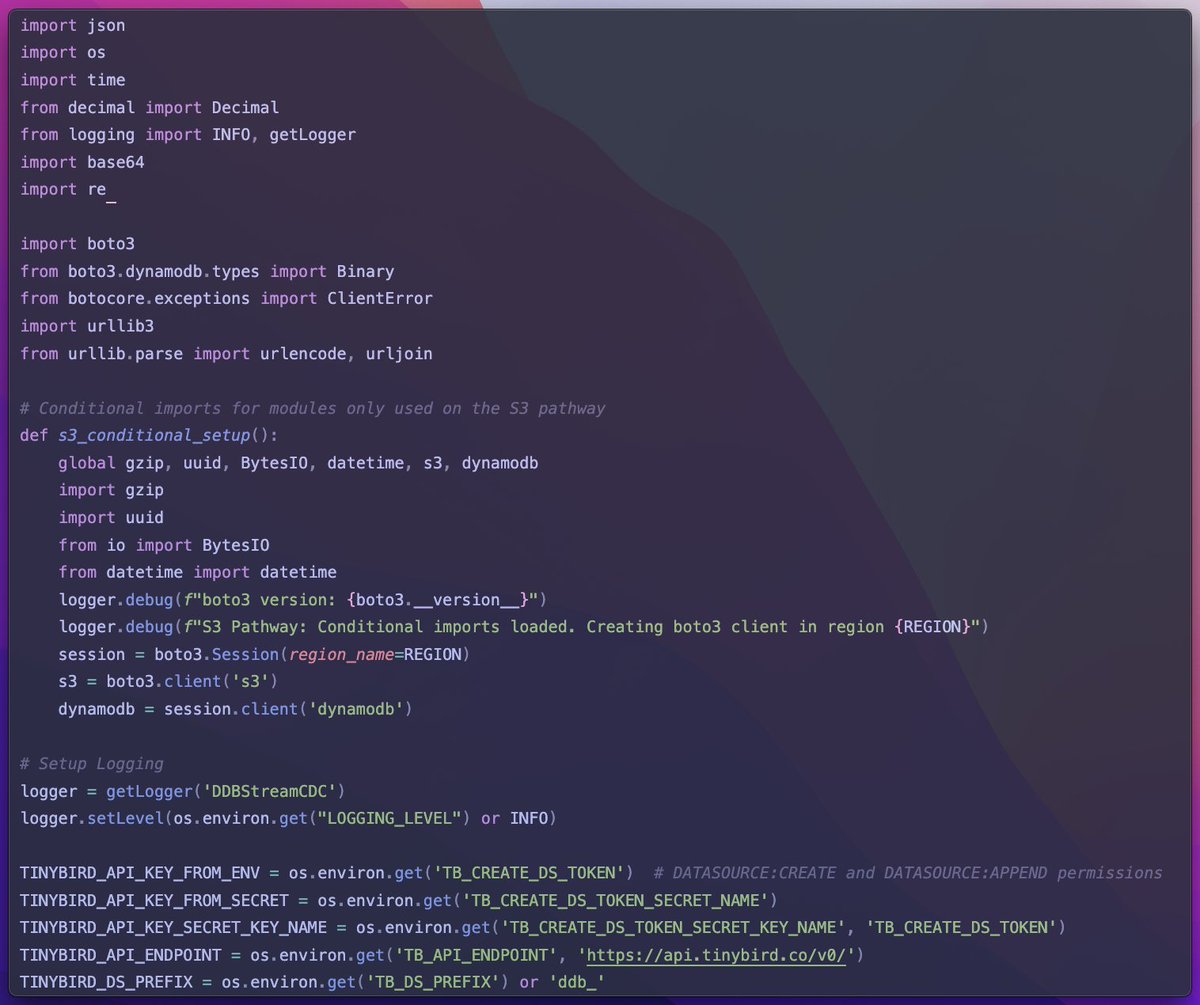 import json
import os
import time
from decimal import Decimal
from logging import INFO, getLogger
import base64
import re_

import boto3
from boto3.dynamodb.types import Binary
from botocore.exceptions import ClientError
import urllib3
from urllib.parse import urlencode, urljoin

# Conditional imports for modules only used on the S3 pathway
def s3_conditional_setup():
    global gzip, uuid, BytesIO, datetime, s3, dynamodb
    import gzip
    import uuid
    from io import BytesIO
    from datetime import datetime
    logger.debug(f"boto3 version: {boto3.__version__}")
    logger.debug(f"S3 Pathway: Conditional imports loaded. Creating boto3 client in region {REGION}")
    session = boto3.Session(region_name=REGION)
    s3 = boto3.client('s3')
    dynamodb = session.client('dynamodb')

# Setup Logging
logger = getLogger('DDBStreamCDC')
logger.setLevel(os.environ.get("LOGGING_LEVEL") or INFO)

TINYBIRD_API_KEY_FROM_ENV = os.environ.get('TB_CREATE_DS_TOKEN')  # DATASOURCE:CREATE and DATASOURCE:APPEND permissions
TINYBIRD_API_KEY_FROM_SECRET = os.environ.get('TB_CREATE_DS_TOKEN_SECRET_NAME')
TINYBIRD_API_KEY_SECRET_KEY_NAME = os.environ.get('TB_CREATE_DS_TOKEN_SECRET_KEY_NAME', 'TB_CREATE_DS_TOKEN')
TINYBIRD_API_ENDPOINT = os.environ.get('TB_API_ENDPOINT', 'https://api.tinybird.co/v0/')
TINYBIRD_DS_PREFIX = os.environ.get('TB_DS_PREFIX') or 'ddb_'